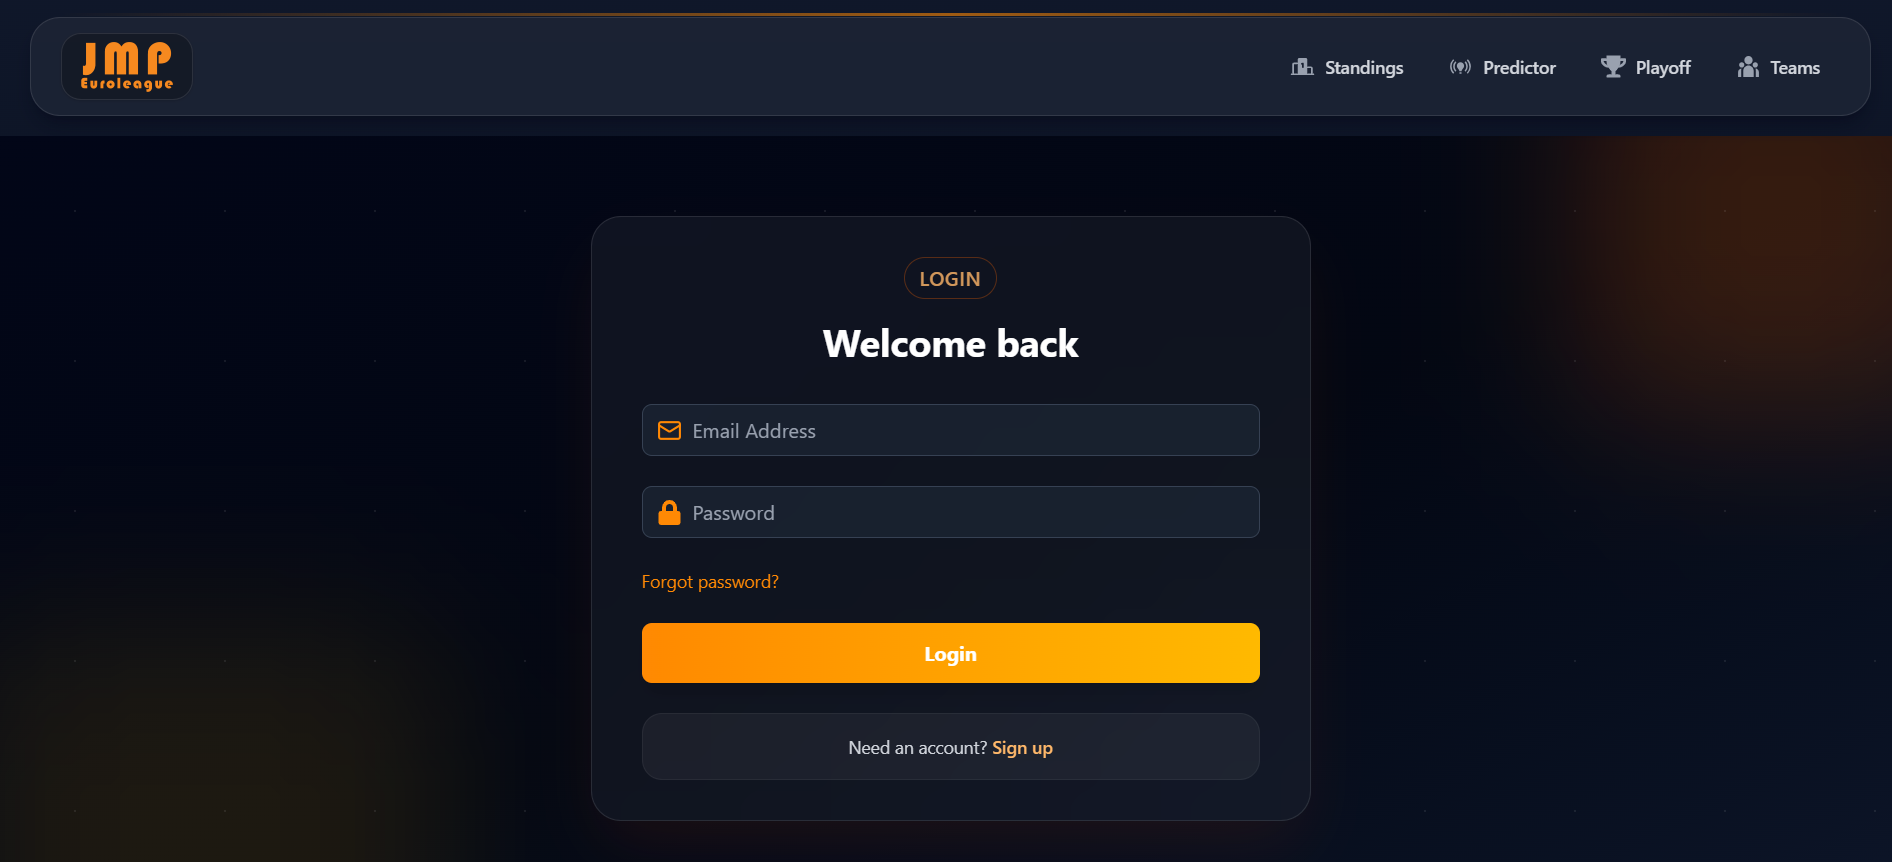 JMP
Euroleague
Standings
Predictor
Playoff
Teams
LOGIN
Welcome back
Email Address
Password
Forgot password?
Login
Need an account? Sign up